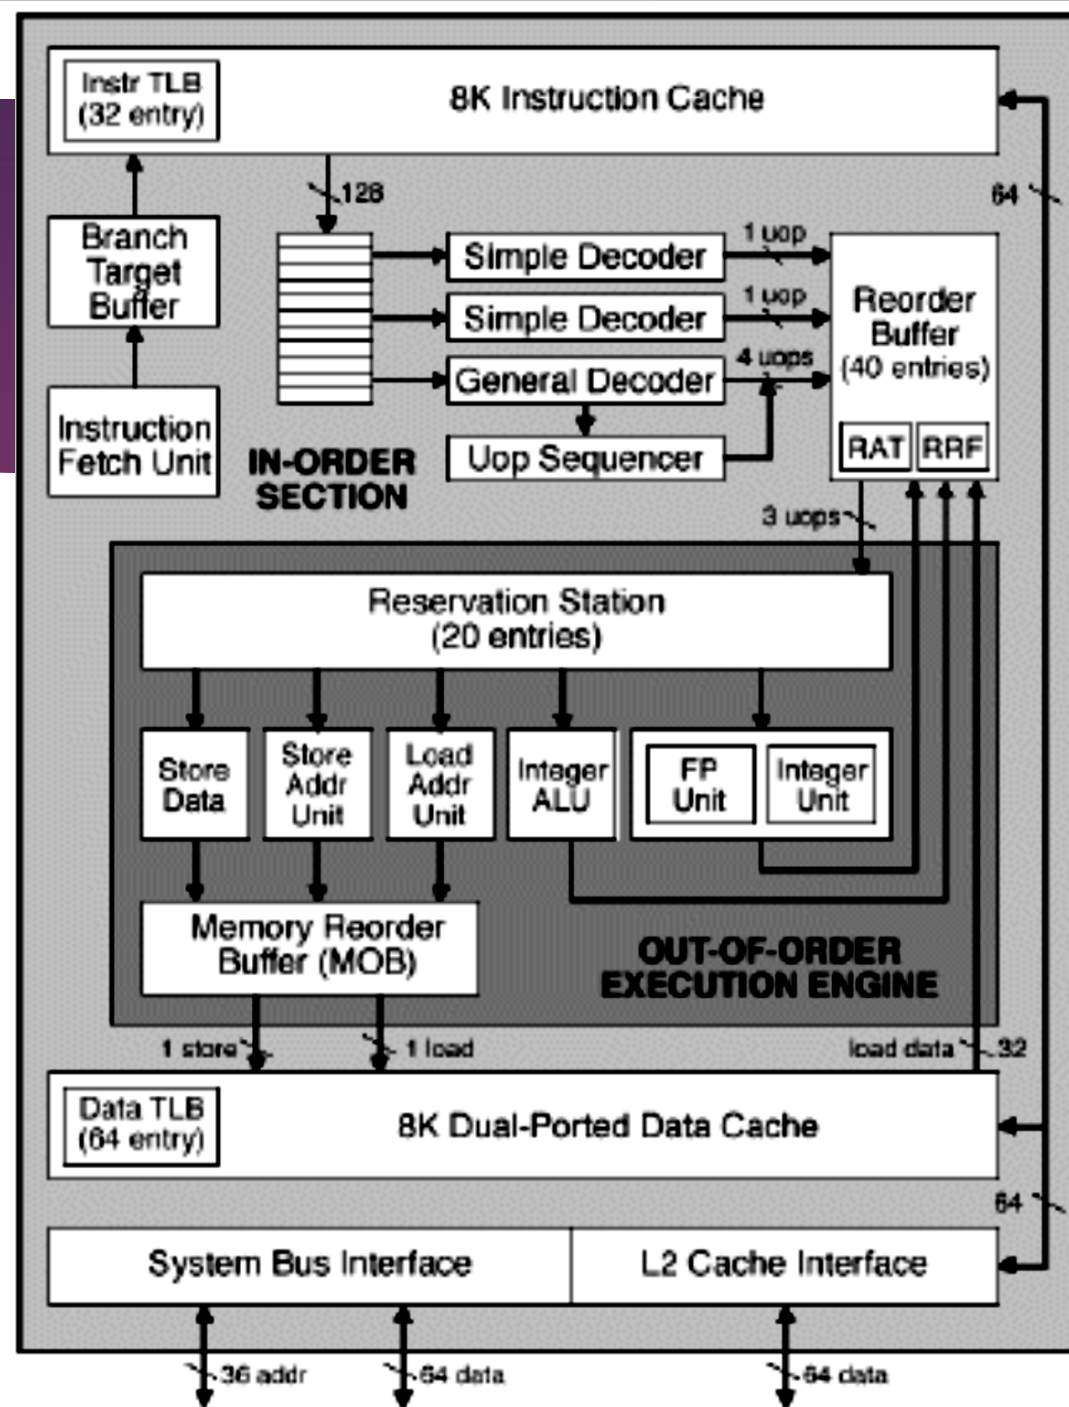 Instr TLB
(32 entry)
8K Instruction Cache
128
64
Branch
Target
Buffer
Simple Decoder
1 uop
Simple Decoder
1 uop
General Decoder
4 uops
Uop Sequencer
Reorder
Buffer
(40 entries)
RAT
RRF
Instruction
Fetch Unit
IN-ORDER
SECTION
3 uops
Reservation Station
(20 entries)
Store
Data
Store
Addr
Unit
Load
Addr
Unit
Integer
ALU
FP
Unit
Integer
Unit
Memory Reorder
Buffer (MOB)
OUT-OF-ORDER
EXECUTION ENGINE
1 store
1 load
load data
32
Data TLB
(64 entry)
8K Dual-Ported Data Cache
64
System Bus Interface
L2 Cache Interface
36 addr
64 data
64 data